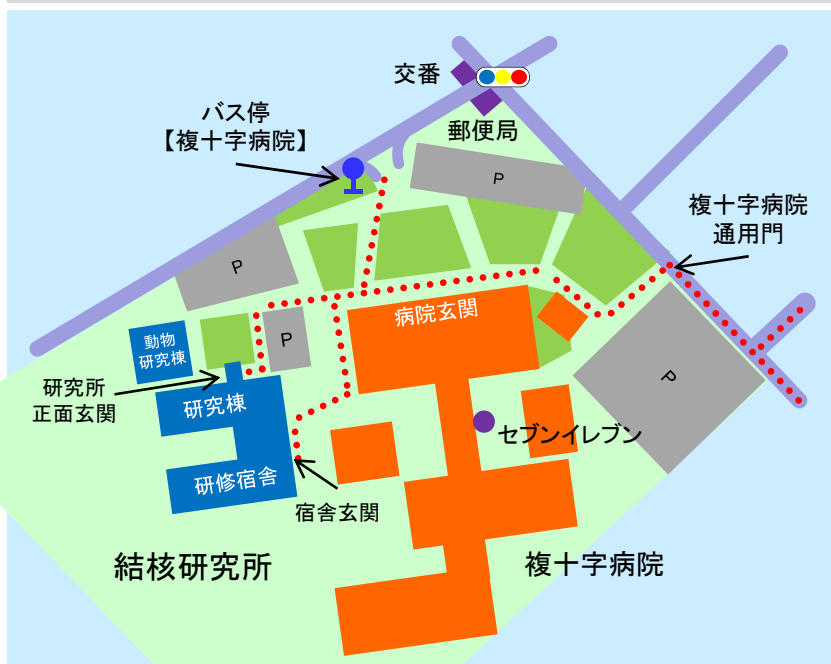 交番
バス停
【複十字病院】
郵便局
P
複十字病院
通用門
P
病院玄関
動物
研究棟
P
P
研究所
正面玄関
研究棟
セブンイレブン
研修宿舎
宿舎玄関
結核研究所
複十字病院